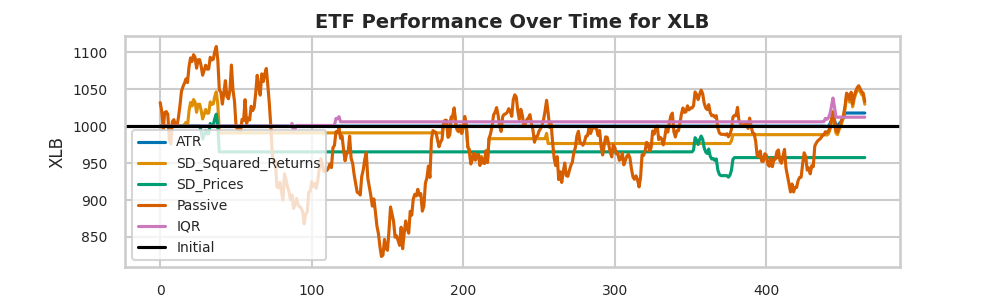 ETF Performance Over Time for XLB
XLB
1100
1050
1000
950
900
850
ATR
SD_Squared_Returns
SD_Prices
Passive
IQR
Initial
0
100
200
300
400